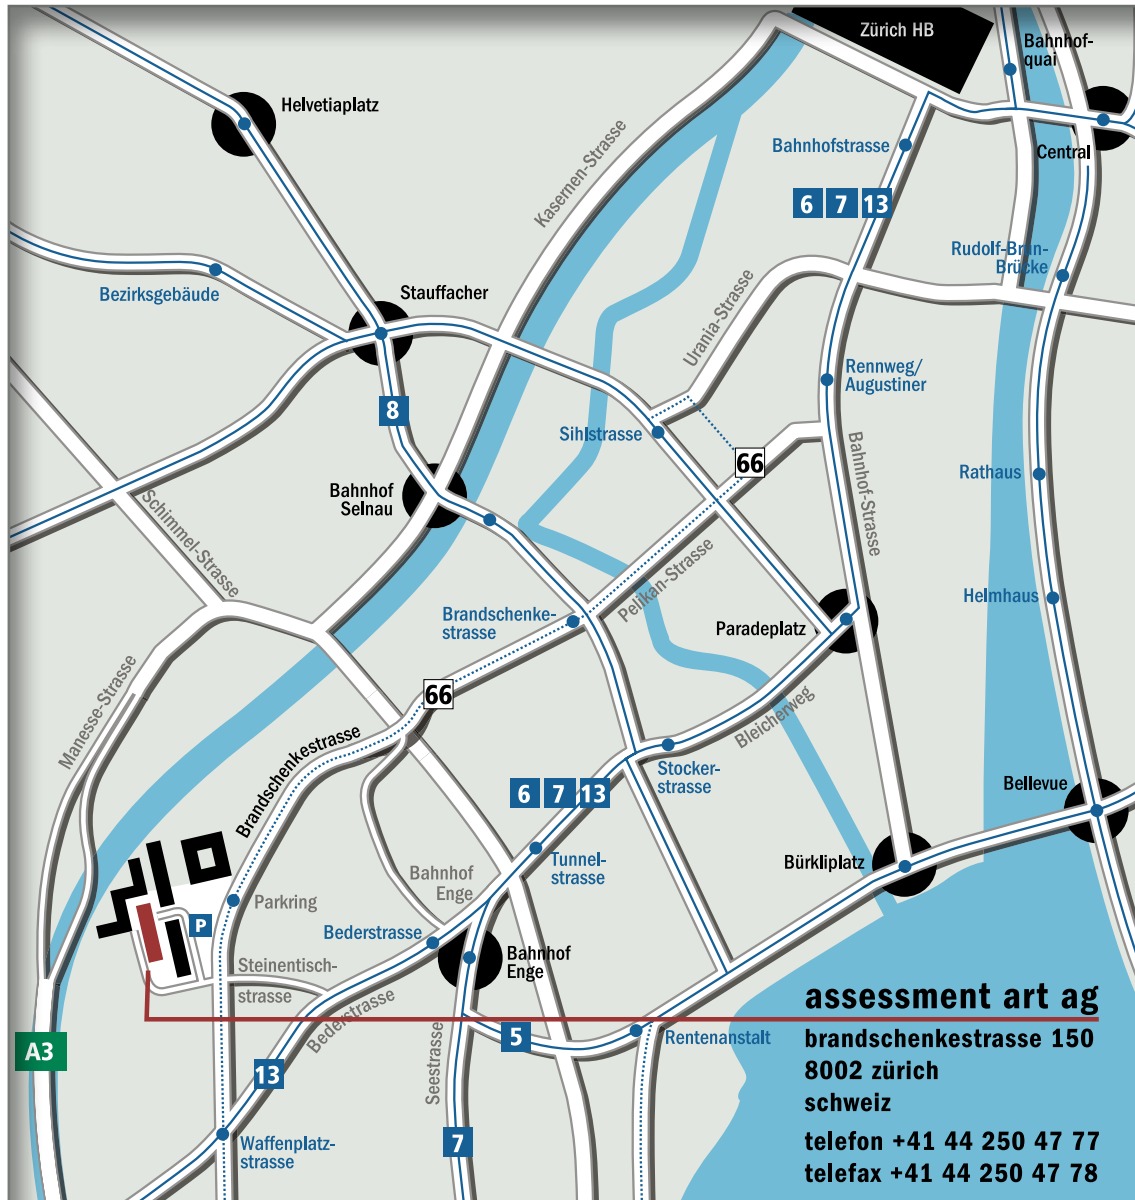 Zürich HB
Bahnhof-
quai
Helvetiaplatz
Central
Bahnhofstrasse
Kasernen-Strasse
6 7 13
Rudolf-Brun-
Brücke
Bezirksgebäude
Stauffacher
Urania-Strasse
Rennweg/
Augustiner
8
Sihlstrasse
66
Bahnhof-Strasse
Rathaus
Bahnhof
Selnau
Schimmel-Strasse
Pelikan-Strasse
Helmhaus
Brandschenke-
strasse
Paradeplatz
Manesse-Strasse
66
Bleicherweg
Brandschenkestrasse
Stocker-
strasse
Bellevue
6 7 13
Tunnel-
strasse
Bürkliplatz
Bahnhof
Enge
Parkring
P
Bederstrasse
Bahnhof
Enge
Steinentisch-
strasse
Bederstrasse
assessment art ag
5
Rentenanstalt
brandschenkestrasse 150
A3
13
8002 zürich
Seestrasse
schweiz
Waffenplatz-
strasse
7
telefon +41 44 250 47 77
telefax +41 44 250 47 78